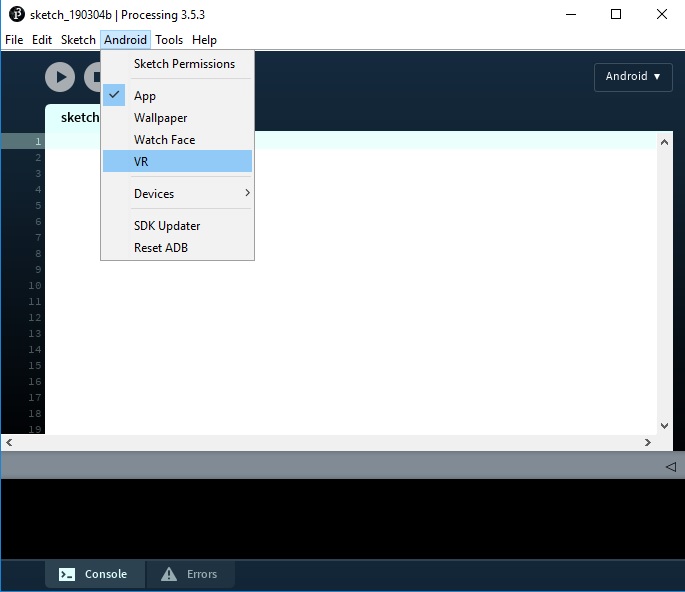 sketch_190304b | Processing 3.5.3
File Edit Sketch Android Tools Help
Sketch Permissions
App
Wallpaper
Watch Face
VR
Devices
SDK Updater
Reset ADB
Android ▾
sketch
1
2
3
4
5
6
7
8
9
10
11
12
13
14
15
16
17
18
19
Console
Errors